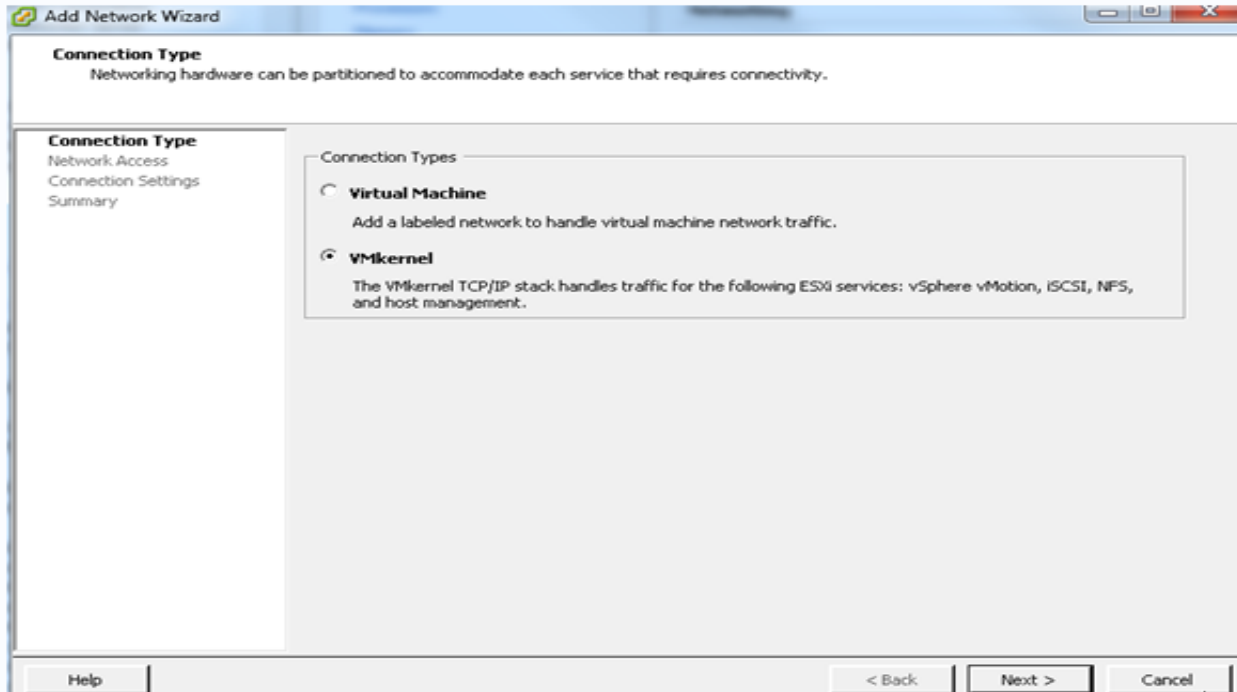 Add Network Wizard
Connection Type
Networking hardware can be partitioned to accommodate each service that requires connectivity.
Connection Type
Network Access
Connection Settings
Summary
Connection Types
Virtual Machine
Add a labeled network to handle virtual machine network traffic.
VMkernel
The VMkernel TCP/IP stack handles traffic for the following ESXi services: vSphere vMotion, iSCSI, NFS,
and host management.
Help
< Back
Next >
Cancel